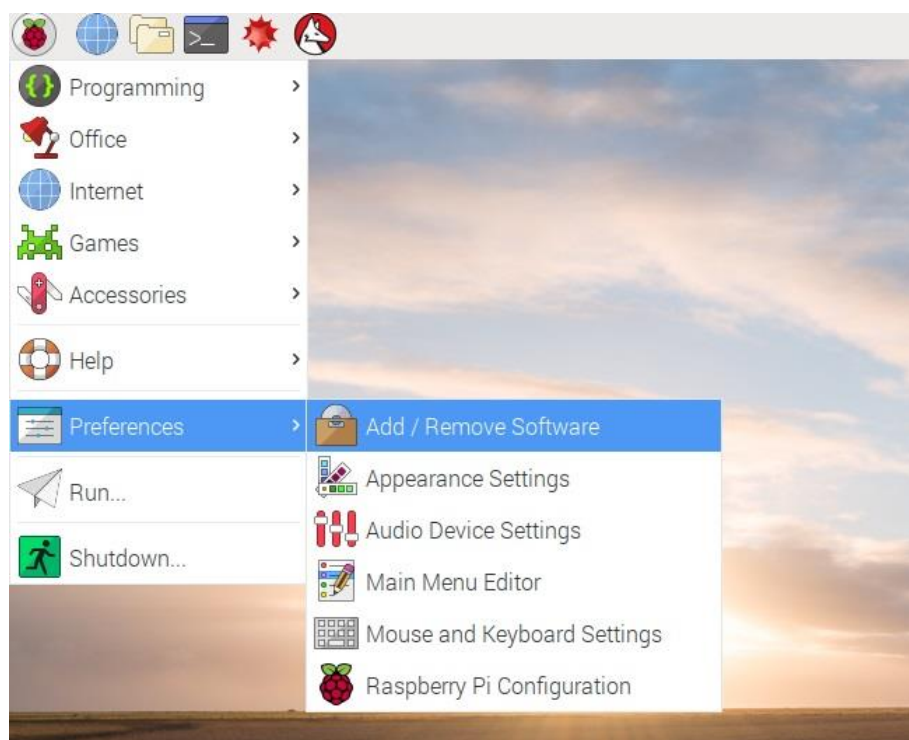 Programming
Office
Internet
Games
Accessories
Help
Preferences
Add / Remove Software
Appearance Settings
Run...
Audio Device Settings
Shutdown...
Main Menu Editor
Mouse and Keyboard Settings
Raspberry Pi Configuration